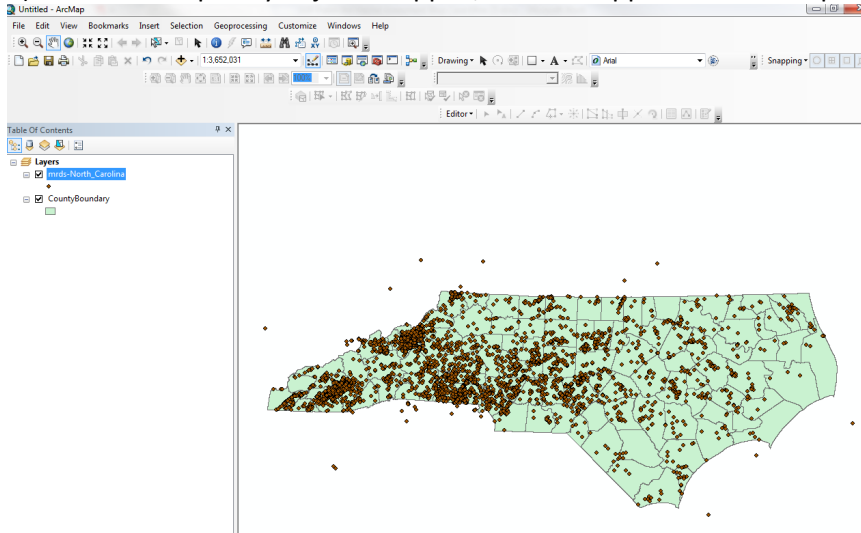 Untitled - ArcMap
File Edit View Bookmarks Insert Selection Geoprocessing Customize Windows Help
1:3,652,031 Drawing A Arial Snapping
100%
Editor
Table Of Contents
Layers
mrds-North_Carolina
CountyBoundary